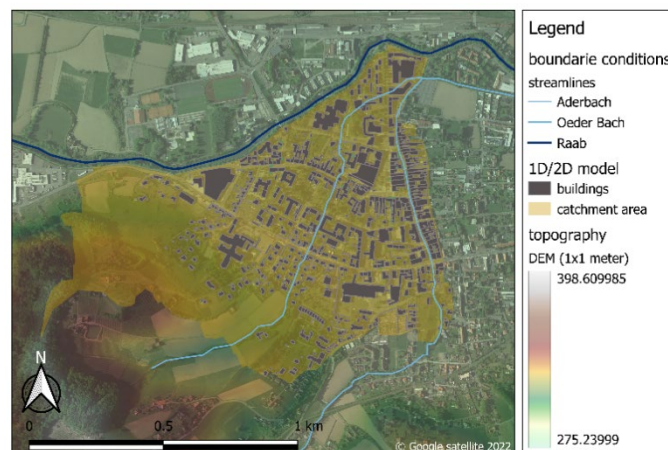 N
0
0.5
1 km
© Google satellite 2022
Legend
boundarie conditions
streamlines
Aderbach
Oeder Bach
Raab
1D/2D model
buildings
catchment area
topography
DEM (1x1 meter)
398.609985
275.23999